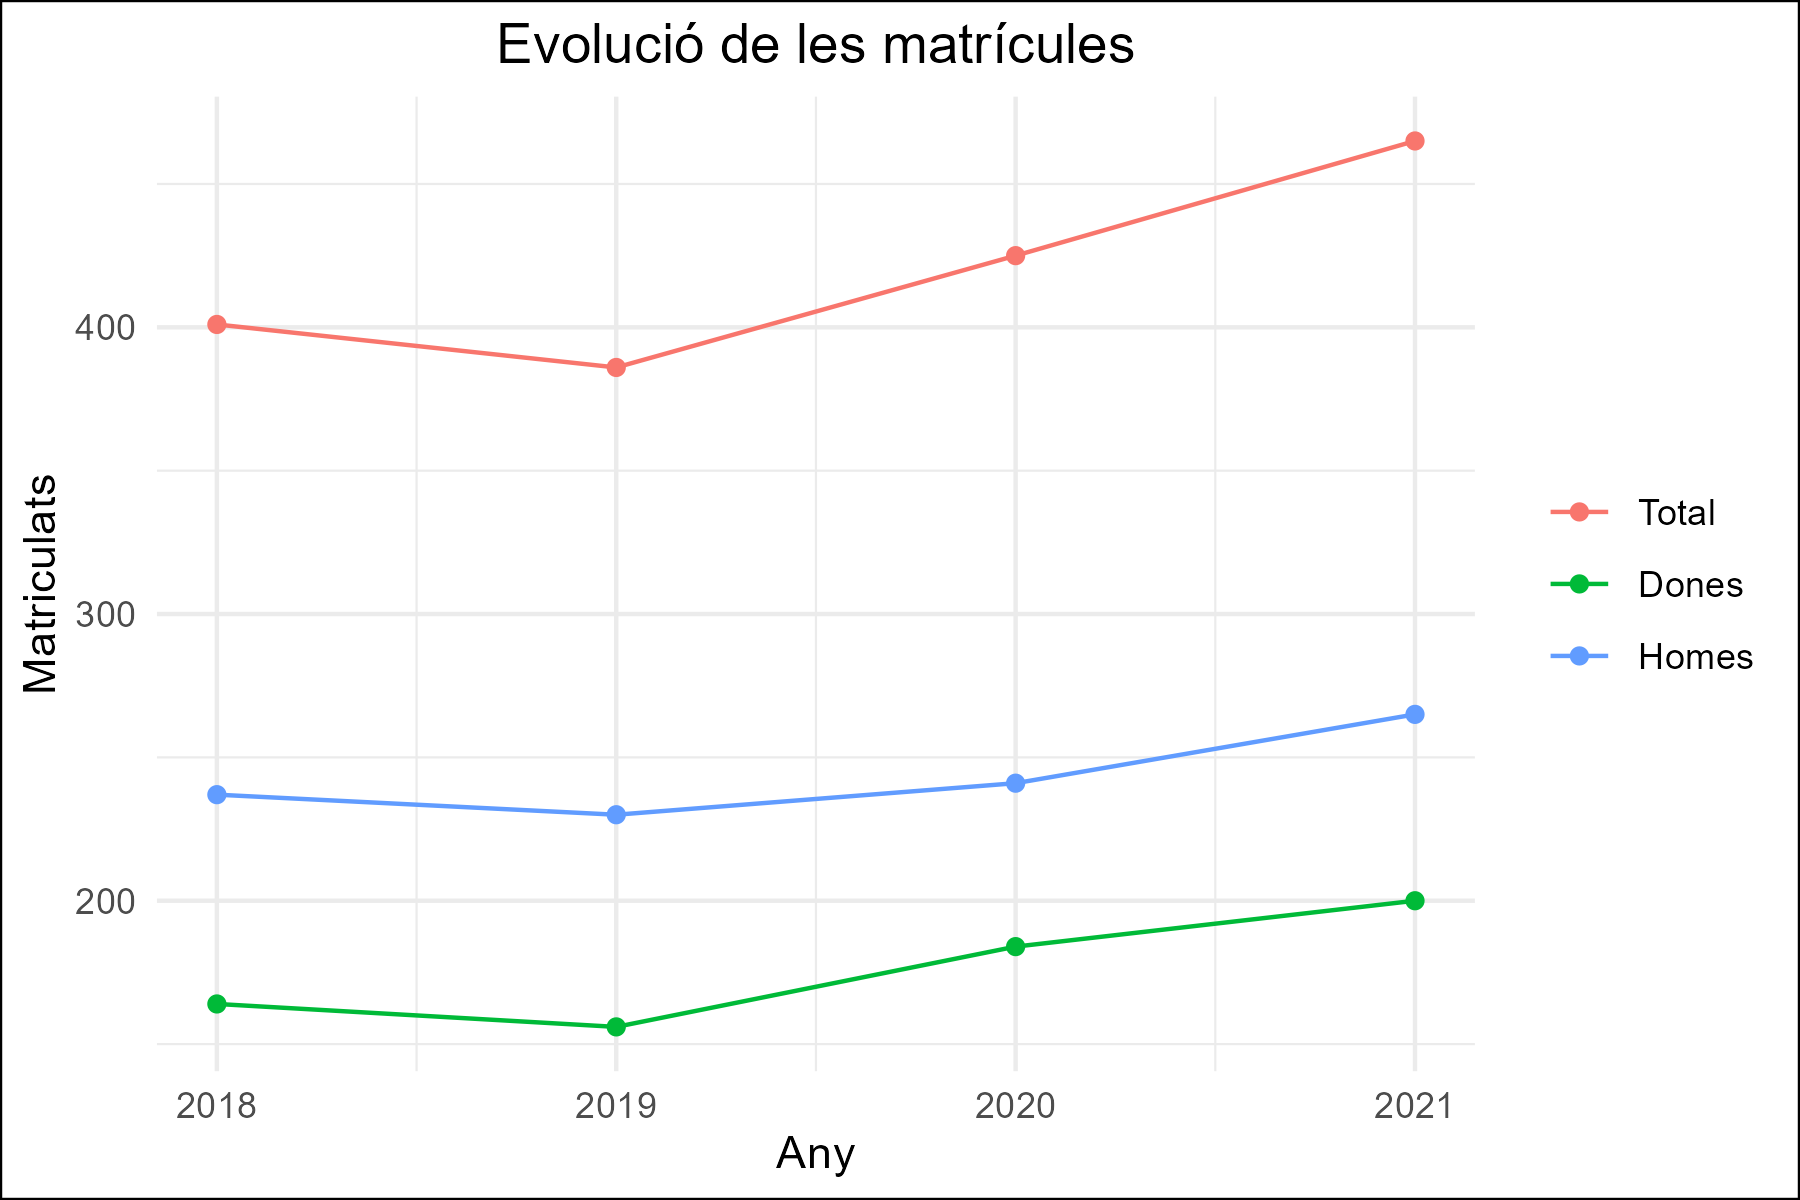 Evolució de les matrícules
Matriculats
400
300
200
2018
2019
2020
2021
Any
Total
Dones
Homes